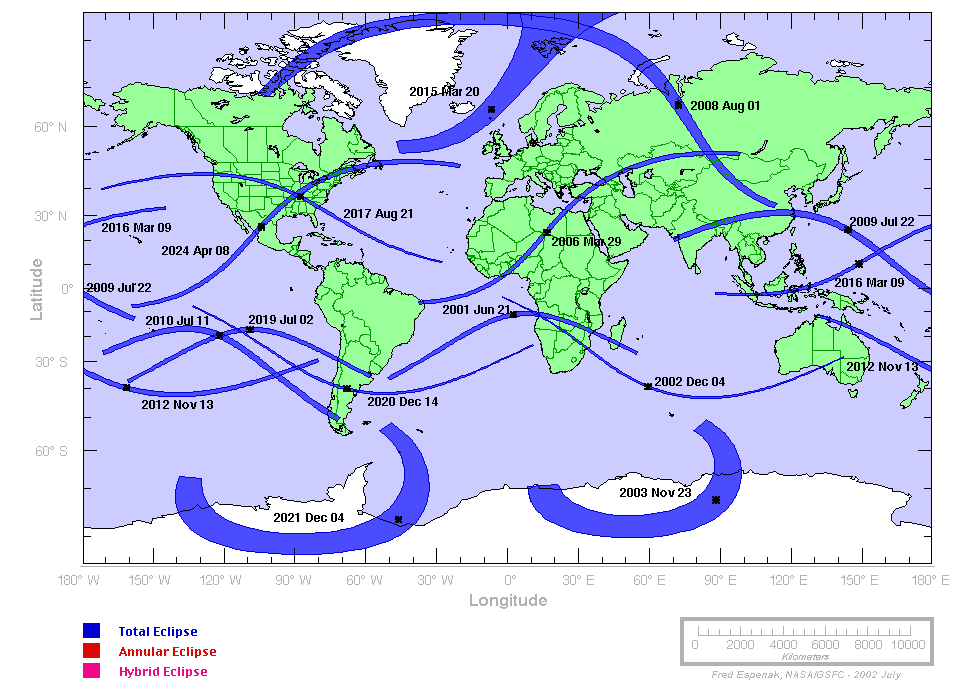 2015 Mar 20
2008 Aug 01
60° N
30° N
2017 Aug 21
2009 Jul 22
2016 Mar 09
2006 Mar 29
2024 Apr 08
Latitude
0°
2009 Jul 22
2016 Mar 09
2001 Jun 21
2010 Jul 11
2019 Jul 02
30° S
2012 Nov 13
2002 Dec 04
2020 Dec 14
2012 Nov 13
60° S
2003 Nov 23
2021 Dec 04
180° W 150° W 120° W 90° W 60° W 30° W 0° 30° E 60° E 90° E 120° E 150° E 180° E
Longitude
Total Eclipse
Annular Eclipse
Hybrid Eclipse
0 2000 4000 6000 8000 10000
Kilometers
Fred Espenak, NASA/GSFC - 2002 July